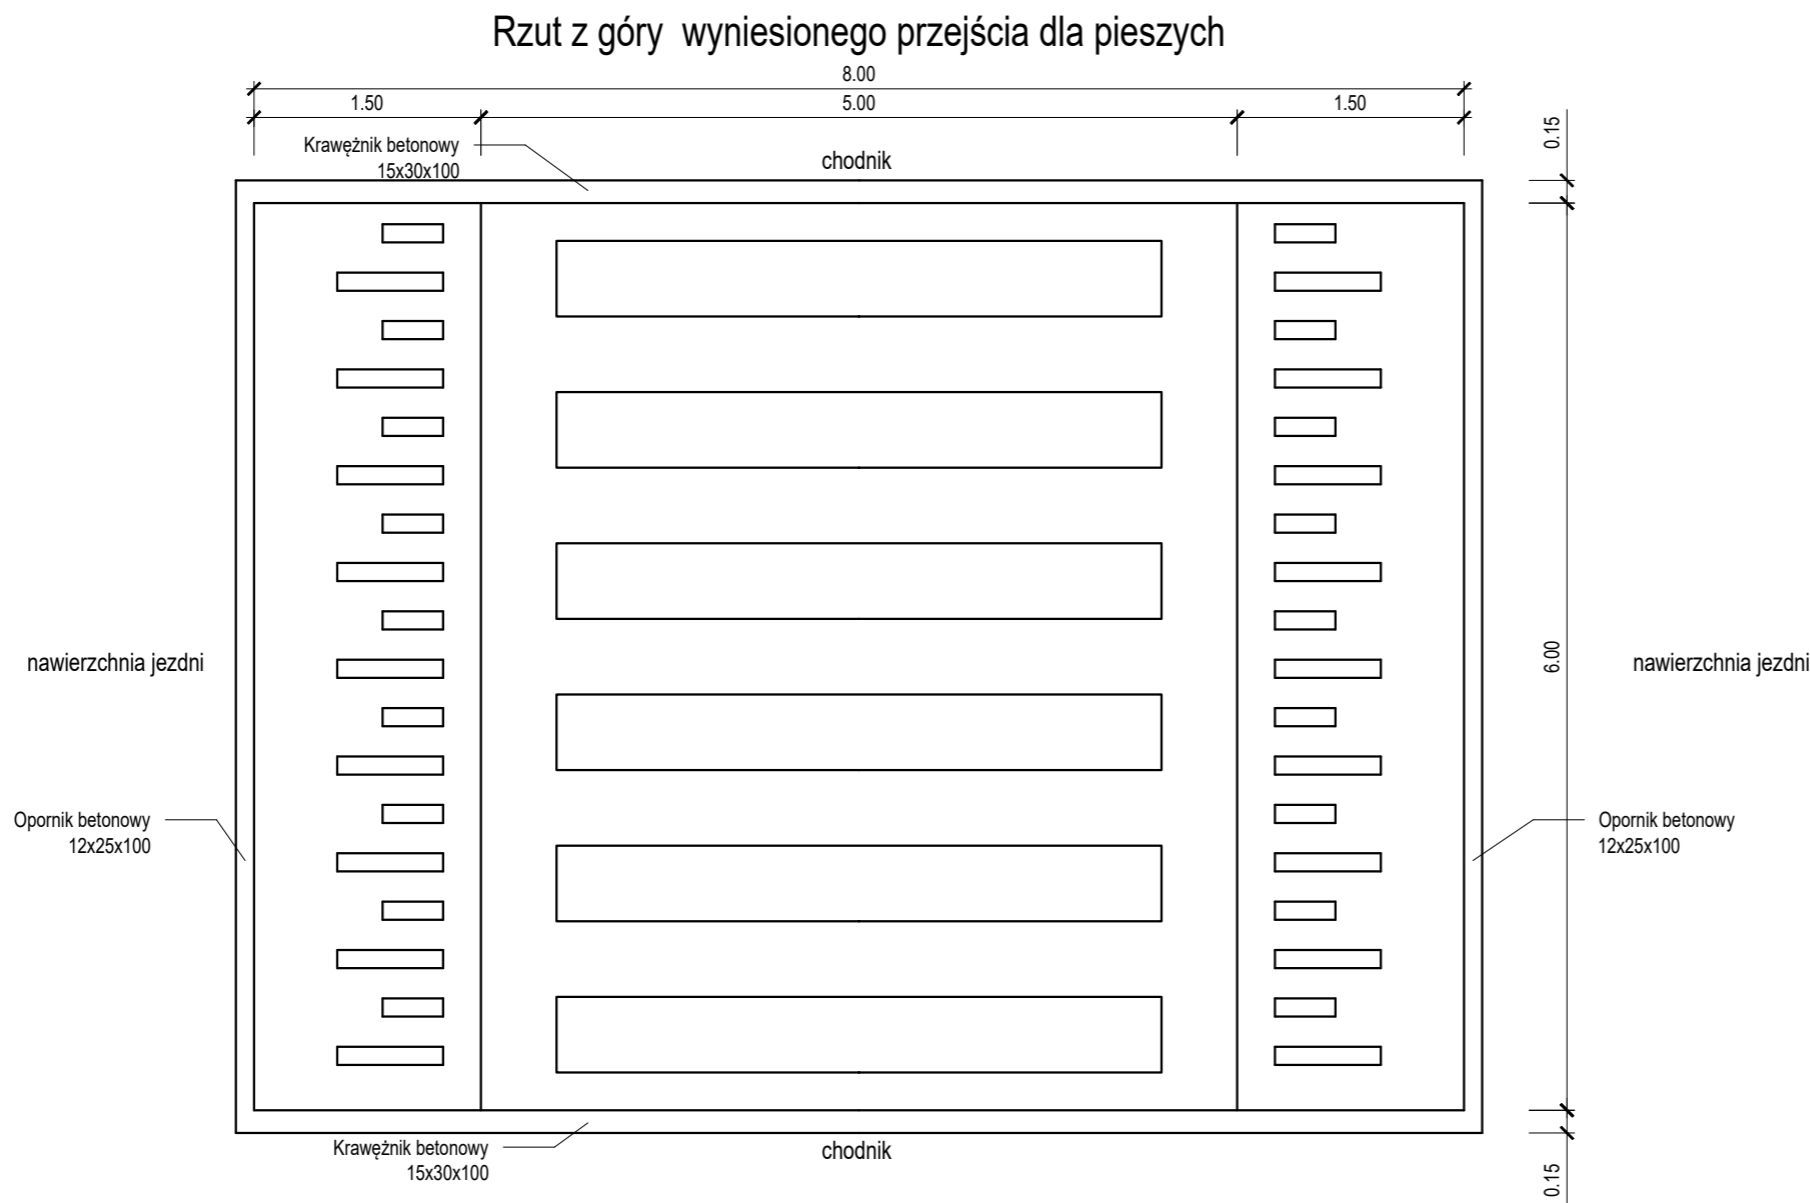 Rzut z góry wyniesionego przejścia dla pieszych
8.00
1.50
5.00
1.50
0.15
Krawężnik betonowy
15x30x100
chodnik
nawierzchnia jezdni
6.00
nawierzchnia jezdni
Opornik betonowy
12x25x100
Opornik betonowy
12x25x100
Krawężnik betonowy
15x30x100
chodnik
0.15